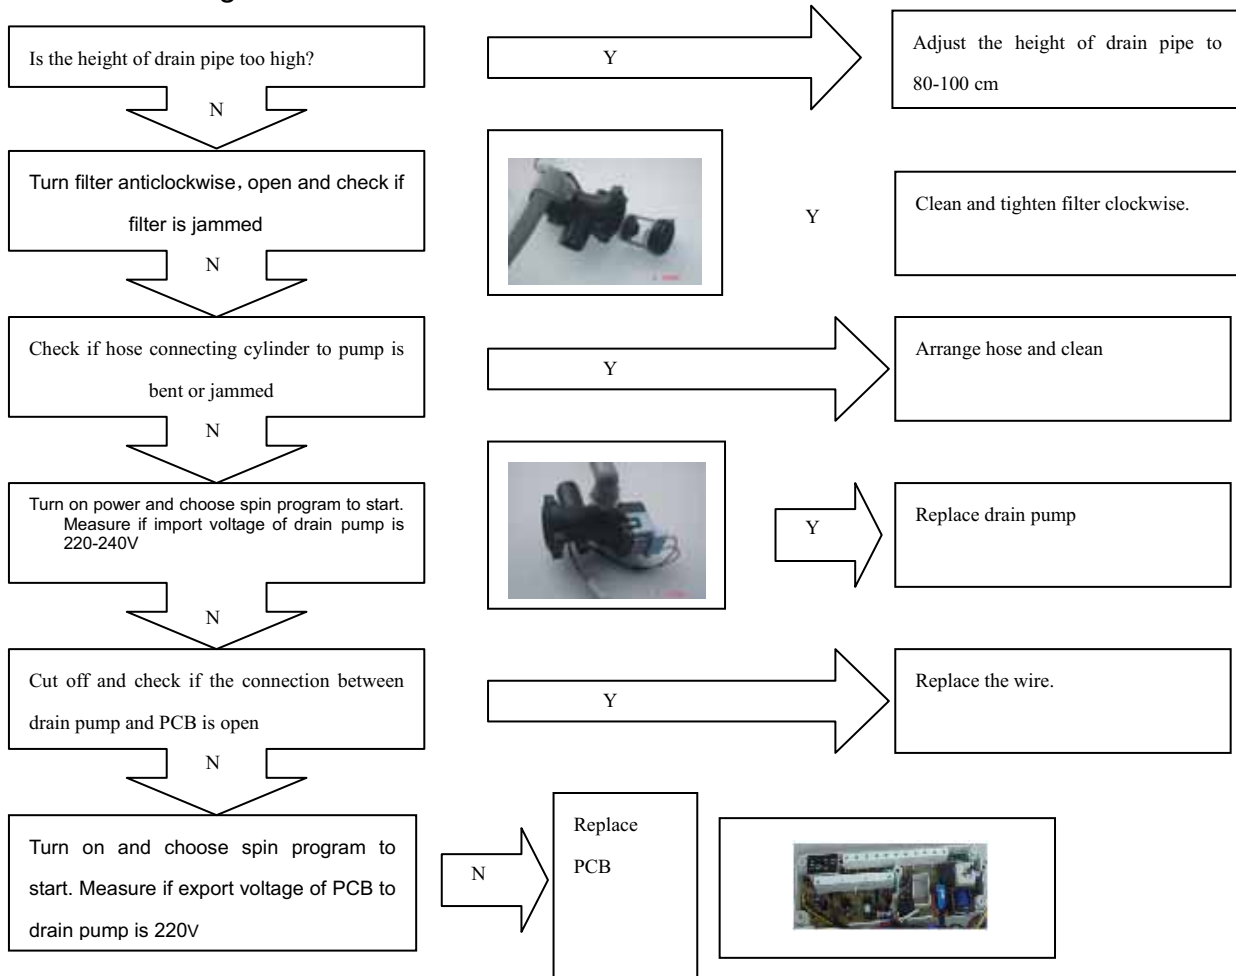 Is the height of drain pipe too high?
Y
Adjust the height of drain pipe to
80-100 cm
N
Turn filter anticlockwise, open and check if
filter is jammed
Y
Clean and tighten filter clockwise.
N
Check if hose connecting cylinder to pump is
bent or jammed
Y
Arrange hose and clean
N
Turn on power and choose spin program to start.
Measure if import voltage of drain pump is
220-240V
Y
Replace drain pump
N
Cut off and check if the connection between
drain pump and PCB is open
Y
Replace the wire.
N
Turn on and choose spin program to
start. Measure if export voltage of PCB to
drain pump is 220V
N
Replace
PCB